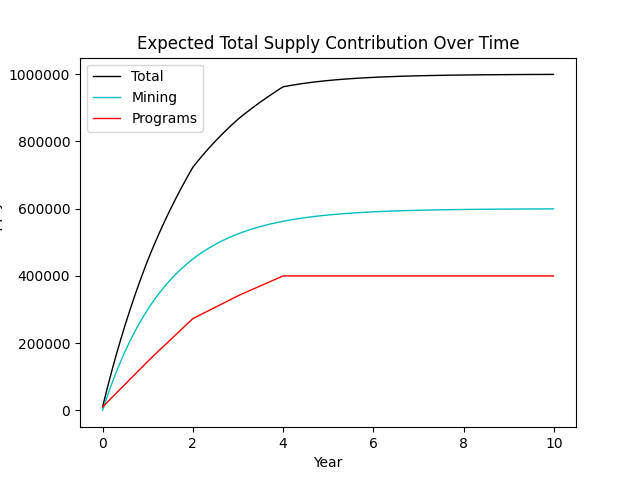 Expected Total Supply Contribution Over Time
Total
Mining
Programs
1000000
800000
600000
400000
200000
0
0 2 4 6 8 10
Year